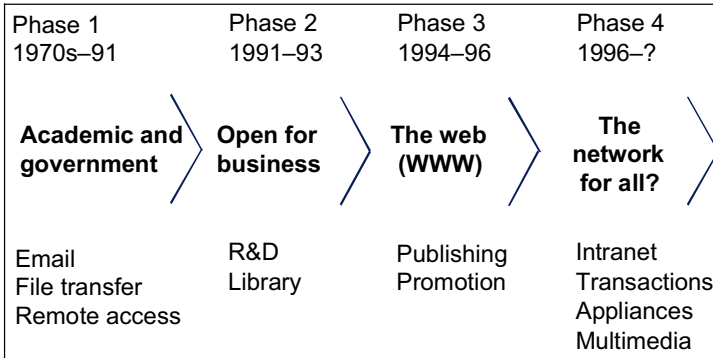 Phase 1
1970s–91
Academic and
government
Email
File transfer
Remote access
Phase 2
1991–93
Open for
business
R&D
Library
Phase 3
1994–96
The web
(WWW)
Publishing
Promotion
Phase 4
1996–?
The
network
for all?
Intranet
Transactions
Appliances
Multimedia